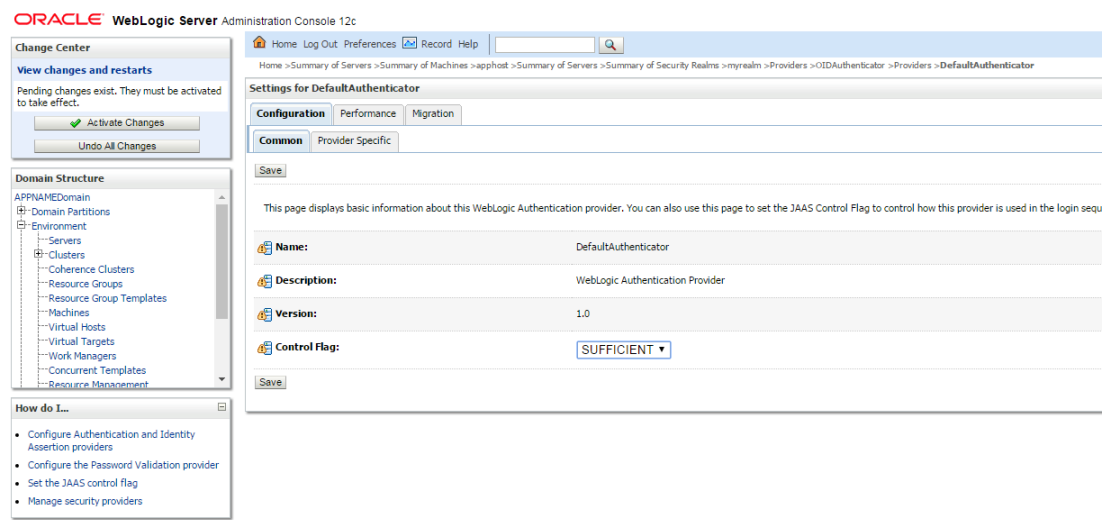 ORACLE WebLogic Server Administration Console 12c
Change Center
View changes and restarts
Pending changes exist. They must be activated
to take effect.
Activate Changes
Undo All Changes
Domain Structure
APPNAMEDomain
Domain Partitions
Environment
Servers
Clusters
Coherence Clusters
Resource Groups
Resource Group Templates
Machines
Virtual Hosts
Virtual Targets
Work Managers
Concurrent Templates
Resource Management
How do I...
Configure Authentication and Identity
Assertion providers
Configure the Password Validation provider
Set the JAAS control flag
Manage security providers
Home Log Out Preferences Record Help
Home >Summary of Servers >Summary of Machines >apphost >Summary of Servers >Summary of Security Realms >myrealm >Providers >OIDAuthenticator >Providers >DefaultAuthenticator
Settings for DefaultAuthenticator
Configuration Performance Migration
Common Provider Specific
Save
This page displays basic information about this WebLogic Authentication provider. You can also use this page to set the JAAS Control Flag to control how this provider is used in the login sequ
Name: DefaultAuthenticator
Description: WebLogic Authentication Provider
Version: 1.0
Control Flag: SUFFICIENT
Save